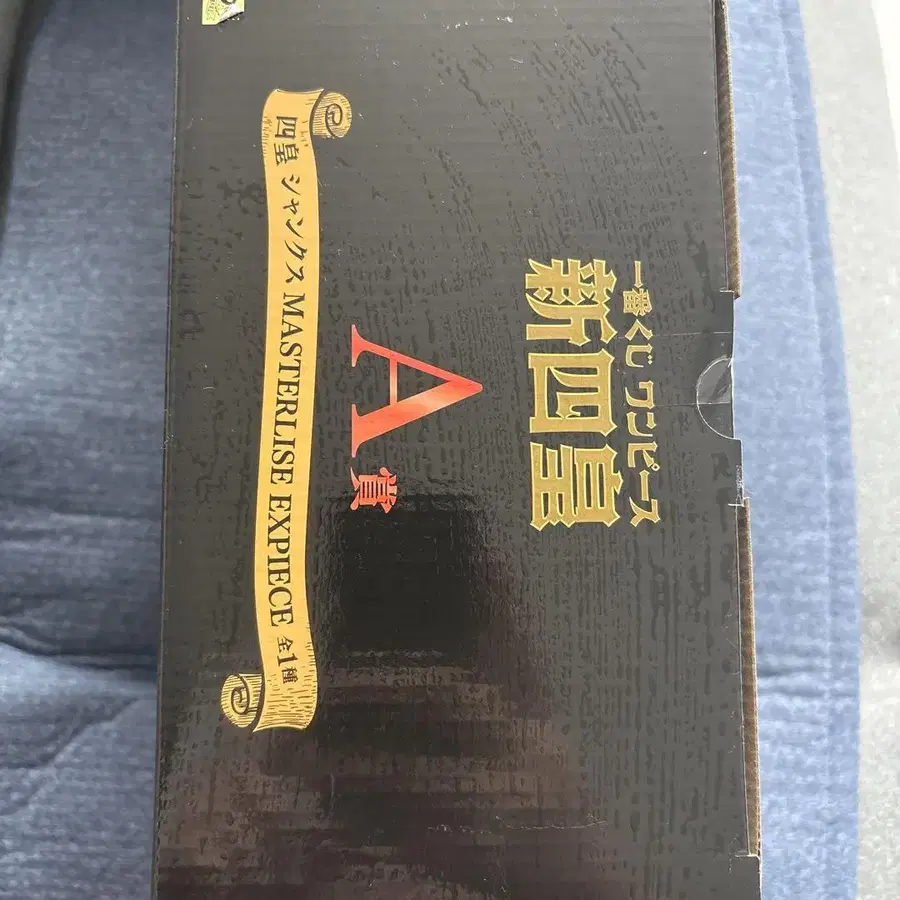 一番くじ ワンピース
新四皇
A賞
四皇 シャンクス MASTERLISE EXPIECE 全1種